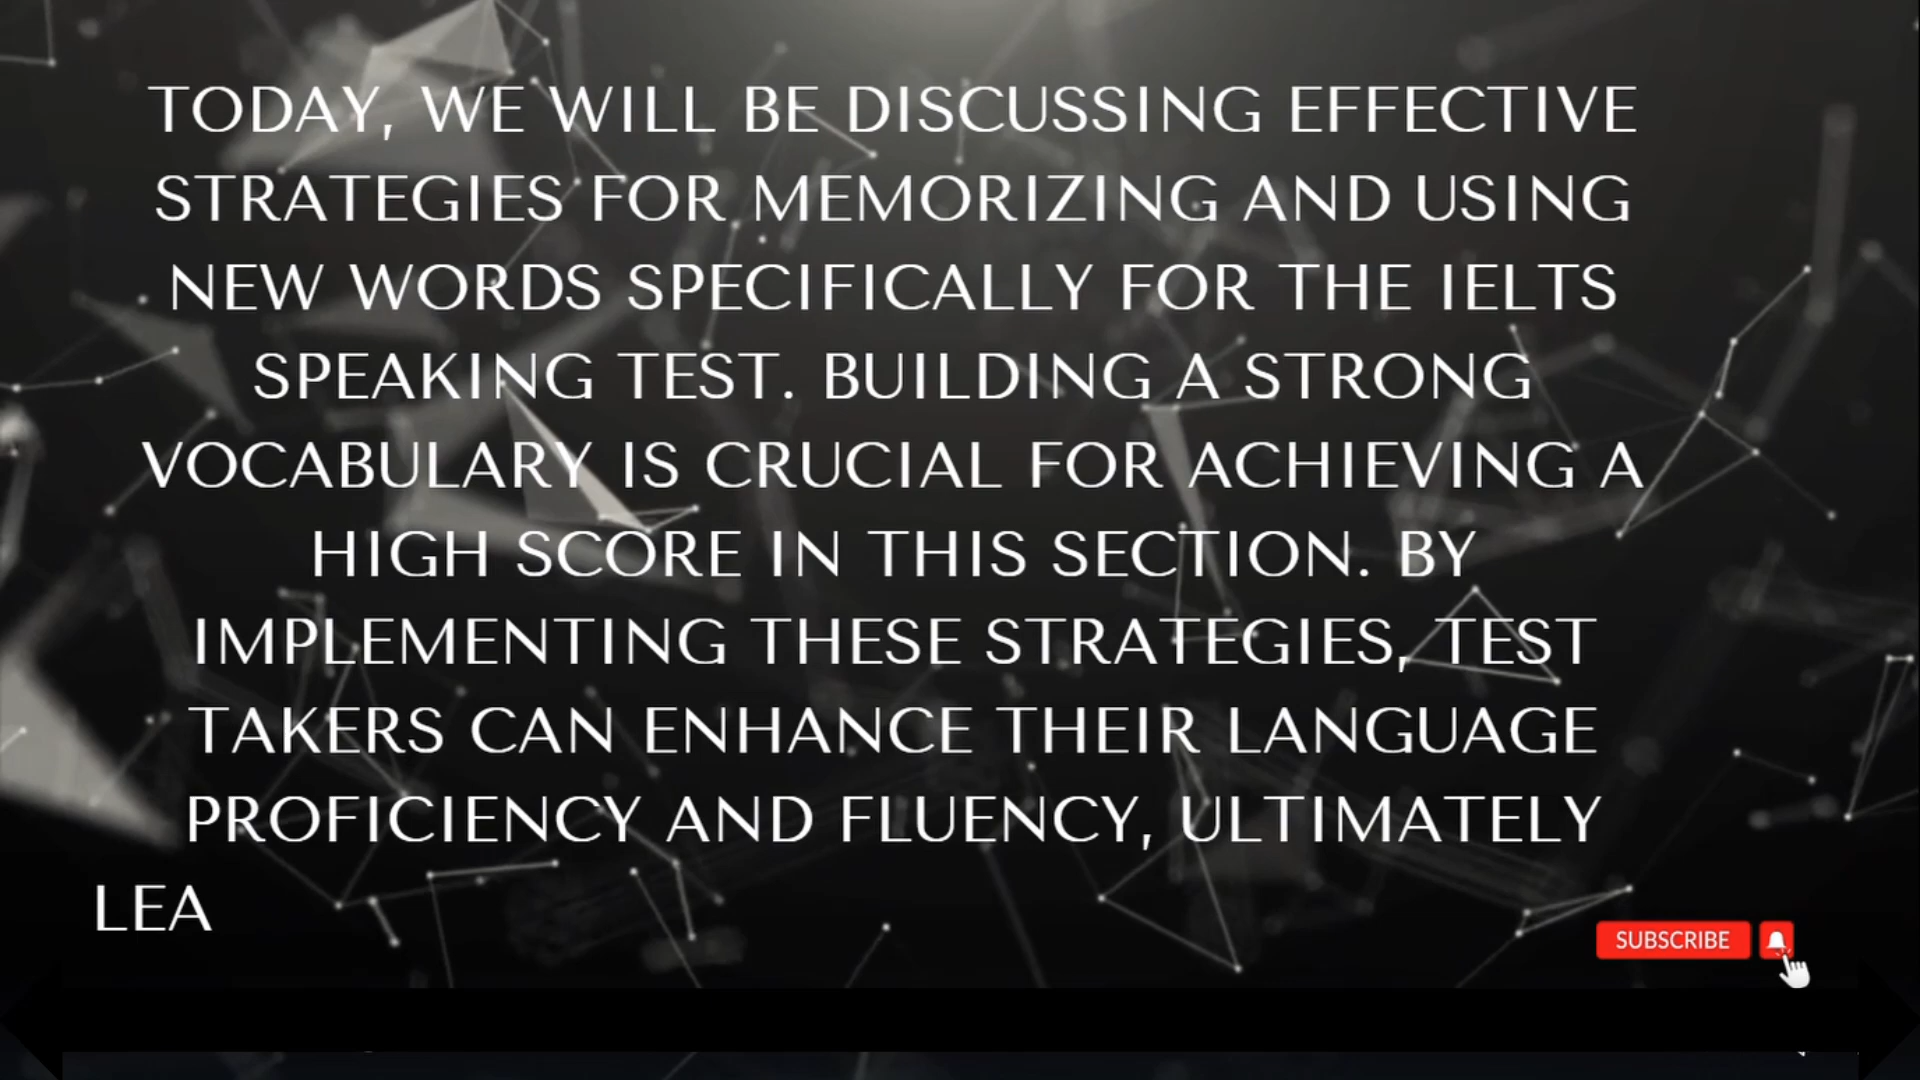 TODAY, WE WILL BE DISCUSSING EFFECTIVE
STRATEGIES FOR MEMORIZING AND USING
NEW WORDS SPECIFICALLY FOR THE IELTS
SPEAKING TEST. BUILDING A STRONG
VOCABULARY IS CRUCIAL FOR ACHIEVING A
HIGH SCORE IN THIS SECTION. BY
IMPLEMENTING THESE STRATEGIES, TEST
TAKERS CAN ENHANCE THEIR LANGUAGE
PROFICIENCY AND FLUENCY, ULTIMATELY
LEA
SUBSCRIBE